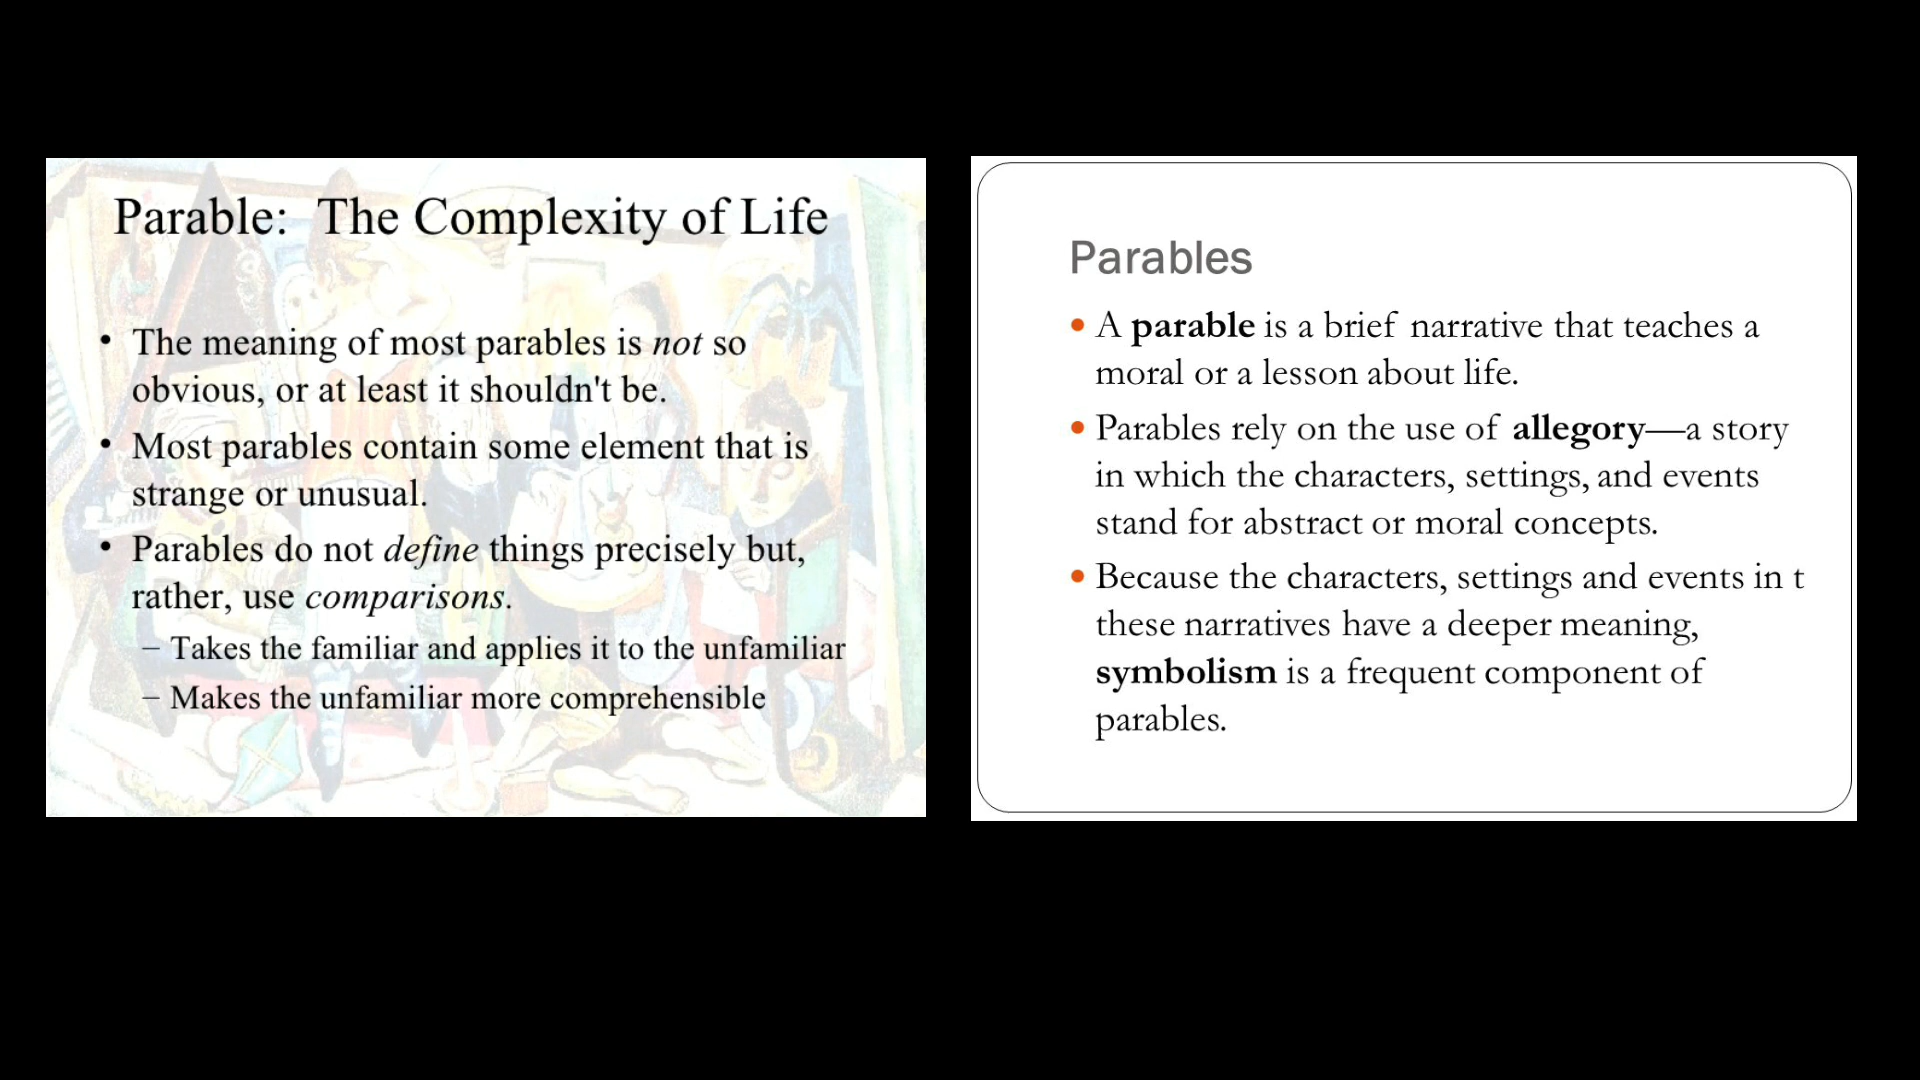 Parable: The Complexity of Life
• The meaning of most parables is not so
obvious, or at least it shouldn't be.
• Most parables contain some element that is
strange or unusual.
• Parables do not define things precisely but,
rather, use comparisons.
– Takes the familiar and applies it to the unfamiliar
– Makes the unfamiliar more comprehensible
Parables
• A parable is a brief narrative that teaches a
moral or a lesson about life.
• Parables rely on the use of allegory—a story
in which the characters, settings, and events
stand for abstract or moral concepts.
• Because the characters, settings and events in t
these narratives have a deeper meaning,
symbolism is a frequent component of
parables.